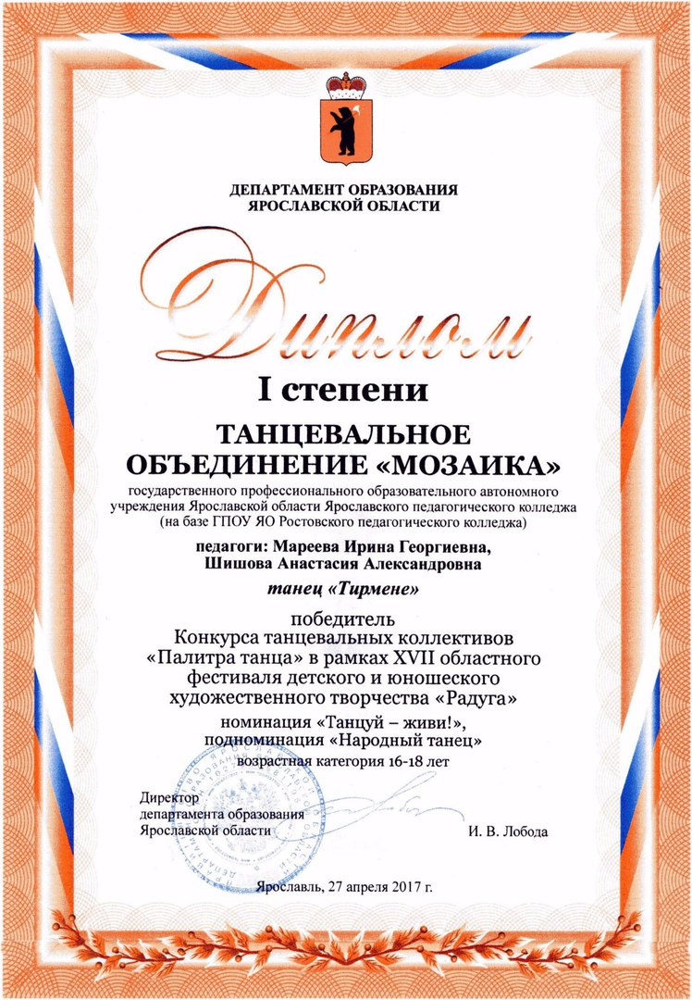 ДЕПАРТАМЕНТ ОБРАЗОВАНИЯ
ЯРОСЛАВСКОЙ ОБЛАСТИ
Диплом
I степени
ТАНЦЕВАЛЬНОЕ
ОБЪЕДИНЕНИЕ «МОЗАИКА»
государственного профессионального образовательного автономного
учреждения Ярославской области Ярославского педагогического колледжа
(на базе ГПОУ ЯО Ростовского педагогического колледжа)
педагоги: Мареева Ирина Георгиевна,
Шишова Анастасия Александровна
танец «Тирмене»
победитель
Конкурса танцевальных коллективов
«Палитра танца» в рамках XVII областного
фестиваля детского и юношеского
художественного творчества «Радуга»
номинация «Танцуй – живи!»,
подноминация «Народный танец»
возрастная категория 16-18 лет
Директор
департамента образования
Ярославской области
И. В. Лобода
Ярославль, 27 апреля 2017 г.